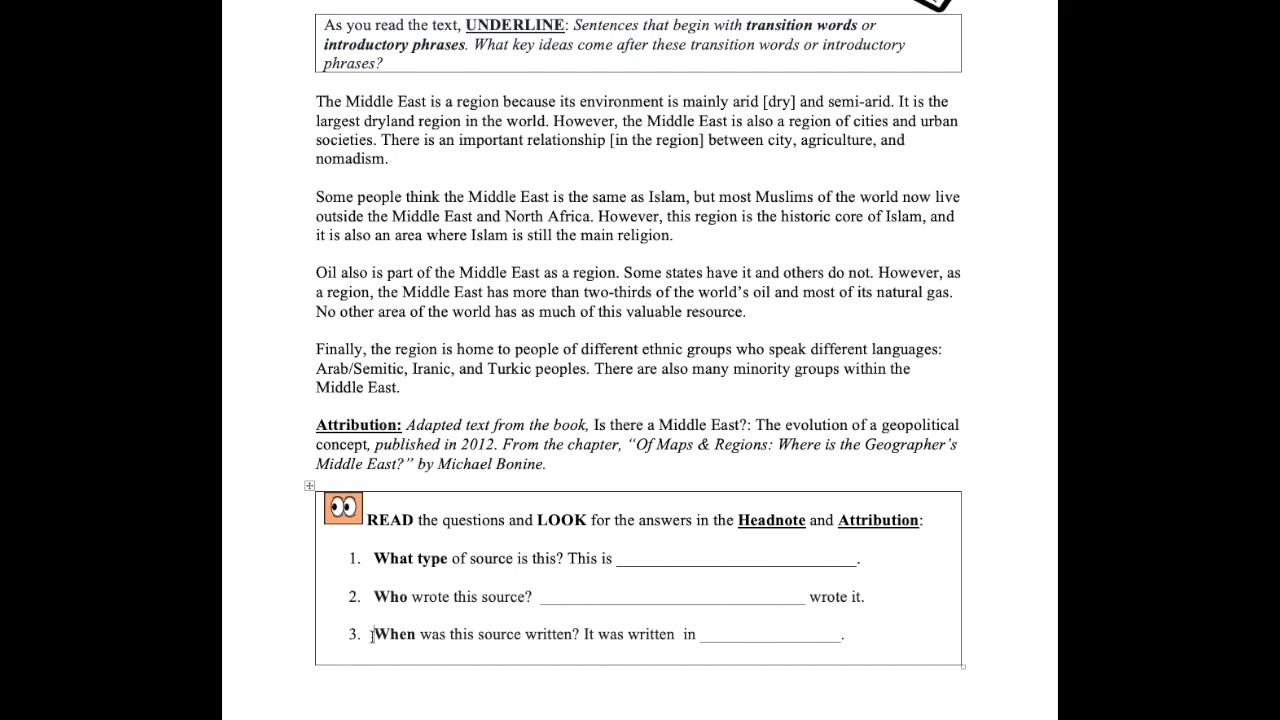 As you read the text, UNDERLINE: Sentences that begin with transition words or
introductory phrases. What key ideas come after these transition words or introductory
phrases?
The Middle East is a region because its environment is mainly arid [dry] and semi-arid. It is the
largest dryland region in the world. However, the Middle East is also a region of cities and urban
societies. There is an important relationship [in the region] between city, agriculture, and
nomadism.
Some people think the Middle East is the same as Islam, but most Muslims of the world now live
outside the Middle East and North Africa. However, this region is the historic core of Islam, and
it is also an area where Islam is still the main religion.
Oil also is part of the Middle East as a region. Some states have it and others do not. However, as
a region, the Middle East has more than two-thirds of the world’s oil and most of its natural gas.
No other area of the world has as much of this valuable resource.
Finally, the region is home to people of different ethnic groups who speak different languages:
Arab/Semitic, Iranic, and Turkic peoples. There are also many minority groups within the
Middle East.
Attribution: Adapted text from the book, Is there a Middle East?: The evolution of a geopolitical
concept, published in 2012. From the chapter, “Of Maps & Regions: Where is the Geographer’s
Middle East?” by Michael Bonine.
READ the questions and LOOK for the answers in the Headnote and Attribution:
1. What type of source is this? This is ______________________________.
2. Who wrote this source? _________________________________ wrote it.
3. When was this source written? It was written in __________________.